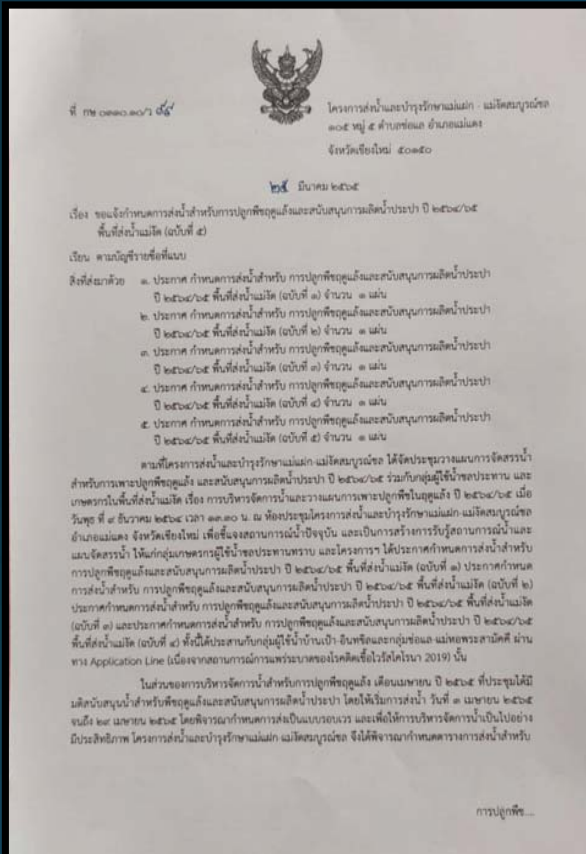 ที่ กษ ๐๓๑๐.๑๐/ว ๙๙
โครงการส่งน้ำและบำรุงรักษาแม่แฝก - แม่งัดสมบูรณ์ชล
๑๐๕ หมู่ ๕ ตำบลช่อแล อำเภอแม่แตง
จังหวัดเชียงใหม่ ๕๐๑๕๐
๒๕ มีนาคม ๒๕๖๕
เรื่อง ขอแจ้งกำหนดการส่งน้ำสำหรับการปลูกพืชฤดูแล้งและสนับสนุนการผลิตน้ำประปา ปี ๒๕๖๔/๖๕
พื้นที่ส่งน้ำแม่งัด (ฉบับที่ ๕)
เรียน ตามบัญชีรายชื่อที่แนบ
สิ่งที่ส่งมาด้วย ๑. ประกาศ กำหนดการส่งน้ำสำหรับ การปลูกพืชฤดูแล้งและสนับสนุนการผลิตน้ำประปา
ปี ๒๕๖๔/๖๕ พื้นที่ส่งน้ำแม่งัด (ฉบับที่ ๑) จำนวน ๑ แผ่น
๒. ประกาศ กำหนดการส่งน้ำสำหรับ การปลูกพืชฤดูแล้งและสนับสนุนการผลิตน้ำประปา
ปี ๒๕๖๔/๖๕ พื้นที่ส่งน้ำแม่งัด (ฉบับที่ ๒) จำนวน ๑ แผ่น
๓. ประกาศ กำหนดการส่งน้ำสำหรับ การปลูกพืชฤดูแล้งและสนับสนุนการผลิตน้ำประปา
ปี ๒๕๖๔/๖๕ พื้นที่ส่งน้ำแม่งัด (ฉบับที่ ๓) จำนวน ๑ แผ่น
๔. ประกาศ กำหนดการส่งน้ำสำหรับ การปลูกพืชฤดูแล้งและสนับสนุนการผลิตน้ำประปา
ปี ๒๕๖๔/๖๕ พื้นที่ส่งน้ำแม่งัด (ฉบับที่ ๔) จำนวน ๑ แผ่น
๕. ประกาศ กำหนดการส่งน้ำสำหรับ การปลูกพืชฤดูแล้งและสนับสนุนการผลิตน้ำประปา
ปี ๒๕๖๔/๖๕ พื้นที่ส่งน้ำแม่งัด (ฉบับที่ ๕) จำนวน ๑ แผ่น
ตามที่โครงการส่งน้ำและบำรุงรักษาแม่แฝก-แม่งัดสมบูรณ์ชล ได้จัดประชุมวางแผนการจัดสรรน้ำ
สำหรับการเพาะปลูกพืชฤดูแล้ง และสนับสนุนการผลิตน้ำประปา ปี ๒๕๖๔/๖๕ ร่วมกับกลุ่มผู้ใช้น้ำชลประทาน และ
เกษตรกรในพื้นที่ส่งน้ำแม่งัด เรื่อง การบริหารจัดการน้ำและวางแผนการเพาะปลูกพืชในฤดูแล้ง ปี ๒๕๖๔/๖๕ เมื่อ
วันพุธ ที่ ๙ ธันวาคม ๒๕๖๔ เวลา ๑๓.๓๐ น. ณ ห้องประชุมโครงการส่งน้ำและบำรุงรักษาแม่แฝก-แม่งัดสมบูรณ์ชล
อำเภอแม่แตง จังหวัดเชียงใหม่ เพื่อชี้แจงสถานการณ์น้ำปัจจุบัน และเป็นการสร้างการรับรู้สถานการณ์น้ำและ
แผนจัดสรรน้ำ ให้แก่กลุ่มเกษตรกรผู้ใช้น้ำชลประทานทราบ และโครงการฯ ได้ประกาศกำหนดการส่งน้ำสำหรับ
การปลูกพืชฤดูแล้งและสนับสนุนการผลิตน้ำประปา ปี ๒๕๖๔/๖๕ พื้นที่ส่งน้ำแม่งัด (ฉบับที่ ๑) ประกาศกำหนด
การส่งน้ำสำหรับ การปลูกพืชฤดูแล้งและสนับสนุนการผลิตน้ำประปา ปี ๒๕๖๔/๖๕ พื้นที่ส่งน้ำแม่งัด (ฉบับที่ ๒)
ประกาศกำหนดการส่งน้ำสำหรับ การปลูกพืชฤดูแล้งและสนับสนุนการผลิตน้ำประปา ปี ๒๕๖๔/๖๕ พื้นที่ส่งน้ำแม่งัด
(ฉบับที่ ๓) และประกาศกำหนดการส่งน้ำสำหรับ การปลูกพืชฤดูแล้งและสนับสนุนการผลิตน้ำประปา ปี ๒๕๖๔/๖๕
พื้นที่ส่งน้ำแม่งัด (ฉบับที่ ๔) ทั้งนี้ได้ประสานกับกลุ่มผู้ใช้น้ำบ้านเป้า-อินทขิลและกลุ่มช่อแล-แม่หอพระสามัคคี ผ่าน
ทาง Application Line (เนื่องจากสถานการณ์การแพร่ระบาดของโรคติดเชื้อไวรัสโคโรนา 2019) นั้น
ในส่วนของการบริหารจัดการน้ำสำหรับการปลูกพืชฤดูแล้ง เดือนเมษายน ปี ๒๕๖๕ ที่ประชุมได้มี
มติสนับสนุนน้ำสำหรับพืชฤดูแล้งและสนับสนุนการผลิตน้ำประปา โดยให้เริ่มการส่งน้ำ วันที่ ๑ เมษายน ๒๕๖๕
จนถึง ๒๙ เมษายน ๒๕๖๕ โดยพิจารณากำหนดการส่งเป็นแบบรอบเวร และเพื่อให้การบริหารจัดการน้ำเป็นไปอย่าง
มีประสิทธิภาพ โครงการส่งน้ำและบำรุงรักษาแม่แฝก-แม่งัดสมบูรณ์ชล จึงได้พิจารณากำหนดตารางการส่งน้ำสำหรับ
การปลูกพืช...